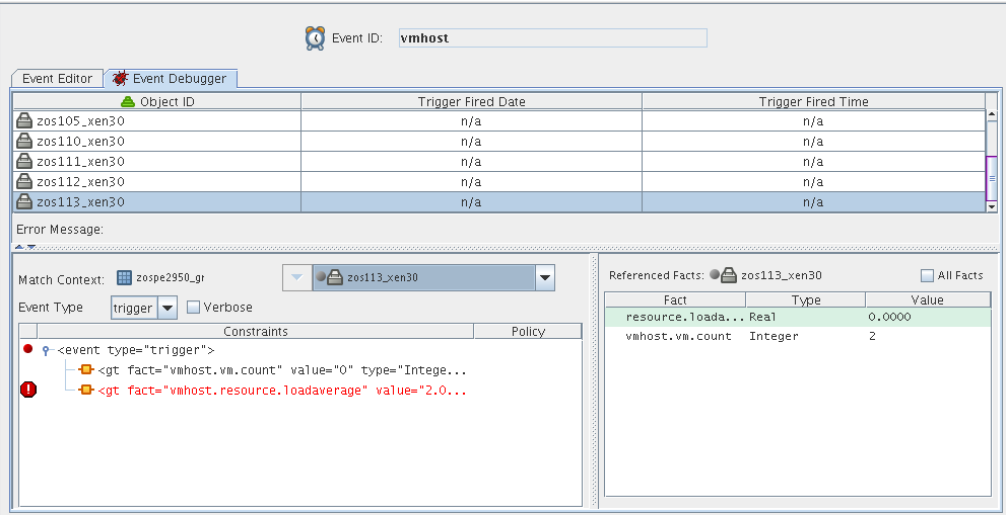 Event ID: vmhost
Event Editor Event Debugger
Object ID Trigger Fired Date Trigger Fired Time
zos105_xen30 n/a n/a
zos110_xen30 n/a n/a
zos111_xen30 n/a n/a
zos112_xen30 n/a n/a
zos113_xen30 n/a n/a
Error Message:
Match Context: zospe2950_gr zos113_xen30
Event Type trigger Verbose
Constraints Policy
<event type="trigger">
<gt fact="vmhost.vm.count" value="0" type="Intege...
<gt fact="vmhost.resource.loadaverage" value="2.0...
Referenced Facts: zos113_xen30 All Facts
Fact Type Value
resource.loada... Real 0.0000
vmhost.vm.count Integer 2